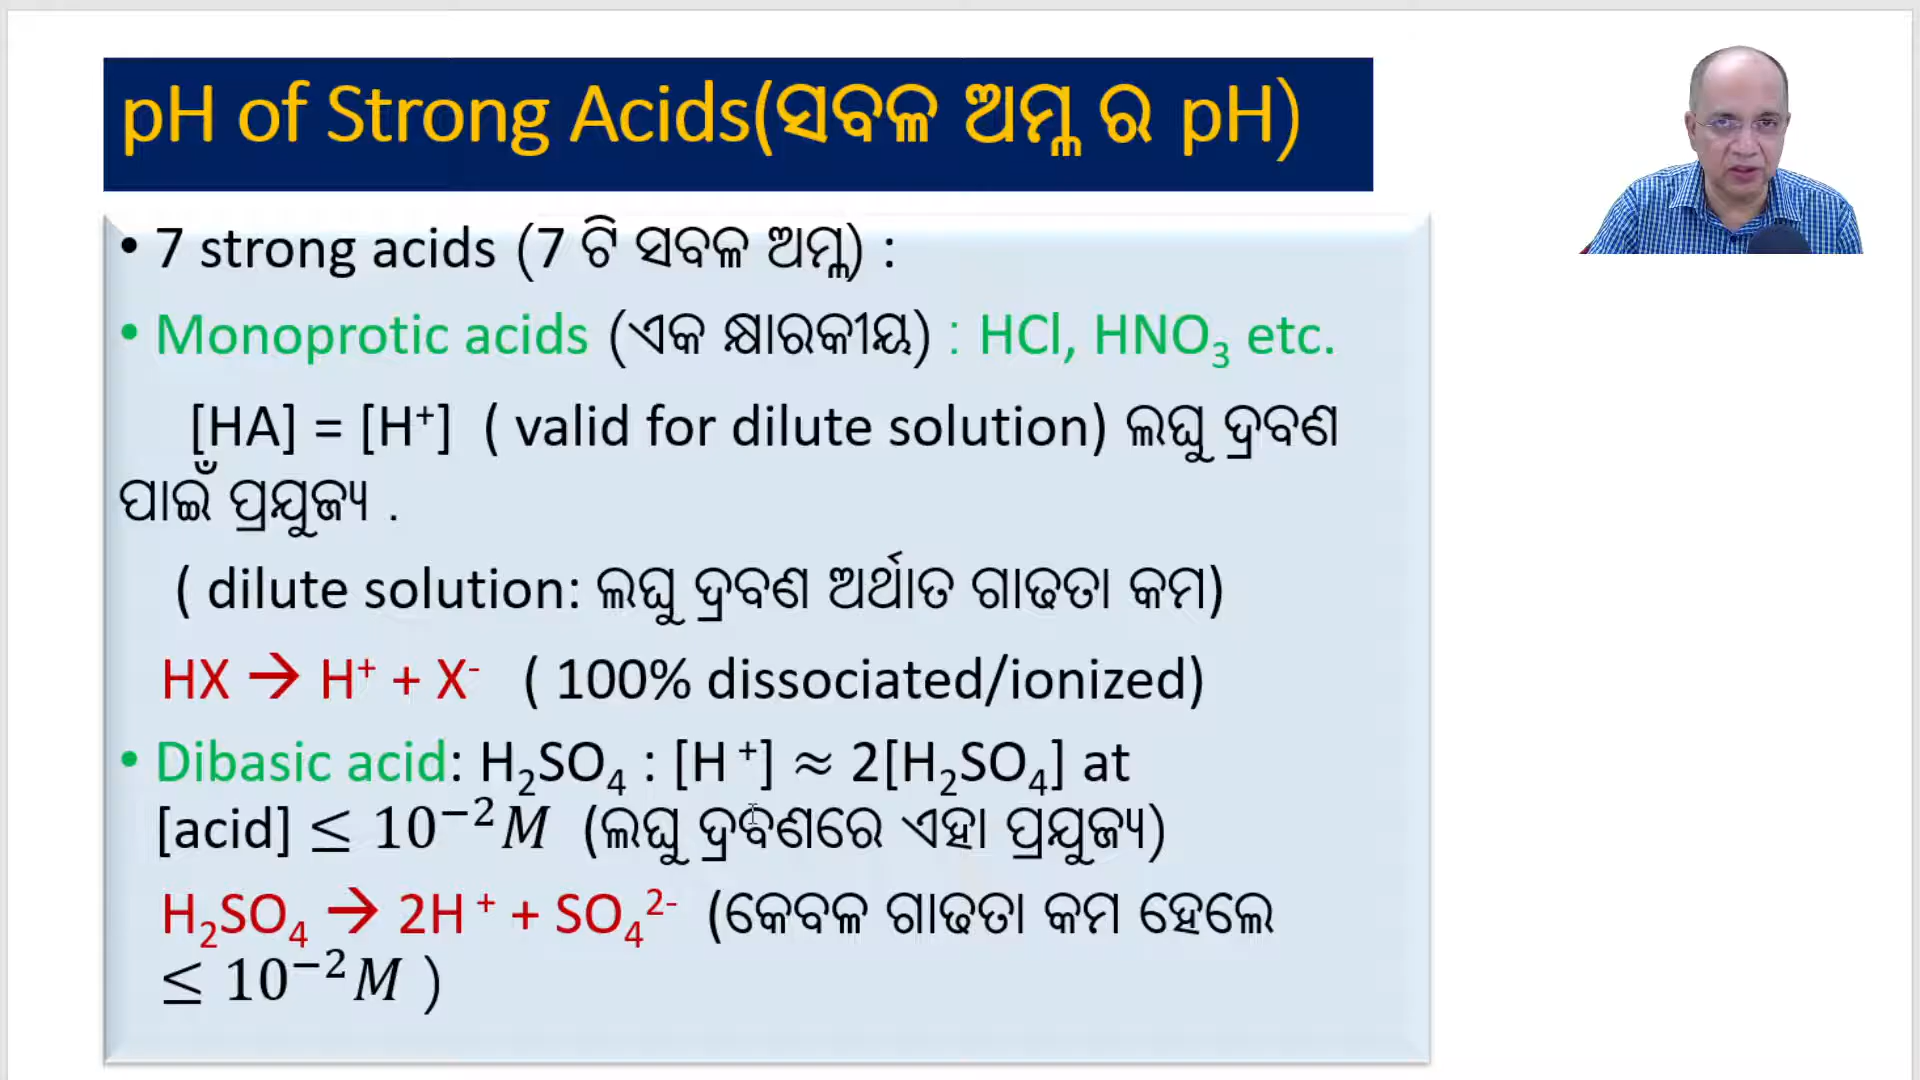 pH of Strong Acids(ସବଳ ଅମ୍ଳ ର pH)
• 7 strong acids (7 ଟି ସବଳ ଅମ୍ଳ) :
• Monoprotic acids (ଏକ କ୍ଷାରକୀୟ) : HCl, HNO₃ etc.
[HA] = [H⁺] ( valid for dilute solution) ଲଘୁ ଦ୍ରବଣ
ପାଇଁ ପ୍ରଯୁଜ୍ୟ .
( dilute solution: ଲଘୁ ଦ୍ରବଣ ଅର୍ଥାତ ଗାଢତା କମ)
HX → H⁺ + X⁻ ( 100% dissociated/ionized)
• Dibasic acid: H₂SO₄ : [H ⁺] ≈ 2[H₂SO₄] at
[acid] ≤ 10⁻²M (ଲଘୁ ଦ୍ରବଣରେ ଏହା ପ୍ରଯୁଜ୍ୟ)
H₂SO₄ → 2H ⁺ + SO₄²⁻ (କେବଳ ଗାଢତା କମ ହେଲେ
≤ 10⁻²M )